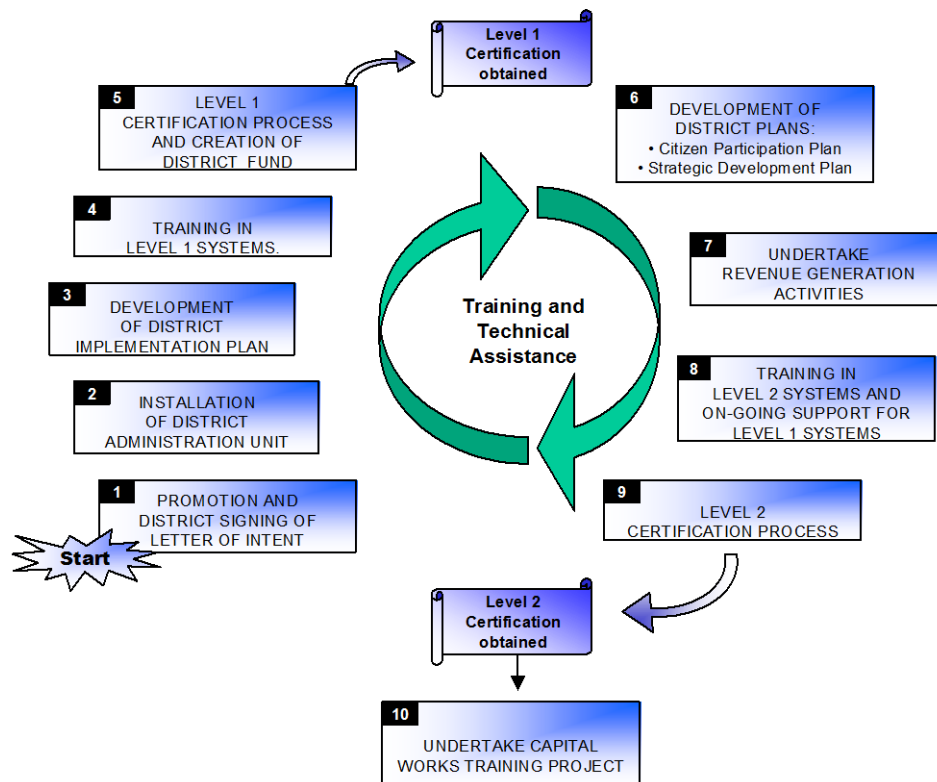 Level 1
Certification
obtained
5
LEVEL 1
CERTIFICATION PROCESS
AND CREATION OF
DISTRICT FUND
6
DEVELOPMENT OF
DISTRICT PLANS:
• Citizen Participation Plan
• Strategic Development Plan
4
TRAINING IN
LEVEL 1 SYSTEMS.
7
UNDERTAKE
REVENUE GENERATION
ACTIVITIES
3
DEVELOPMENT
OF DISTRICT
IMPLEMENTATION PLAN
Training and
Technical
Assistance
8
TRAINING IN
LEVEL 2 SYSTEMS AND
ON-GOING SUPPORT FOR
LEVEL 1 SYSTEMS
2
INSTALLATION
OF DISTRICT
ADMINISTRATION UNIT
1
PROMOTION AND
DISTRICT SIGNING OF
LETTER OF INTENT
Start
9
LEVEL 2
CERTIFICATION PROCESS
Level 2
Certification
obtained
10
UNDERTAKE CAPITAL
WORKS TRAINING PROJECT